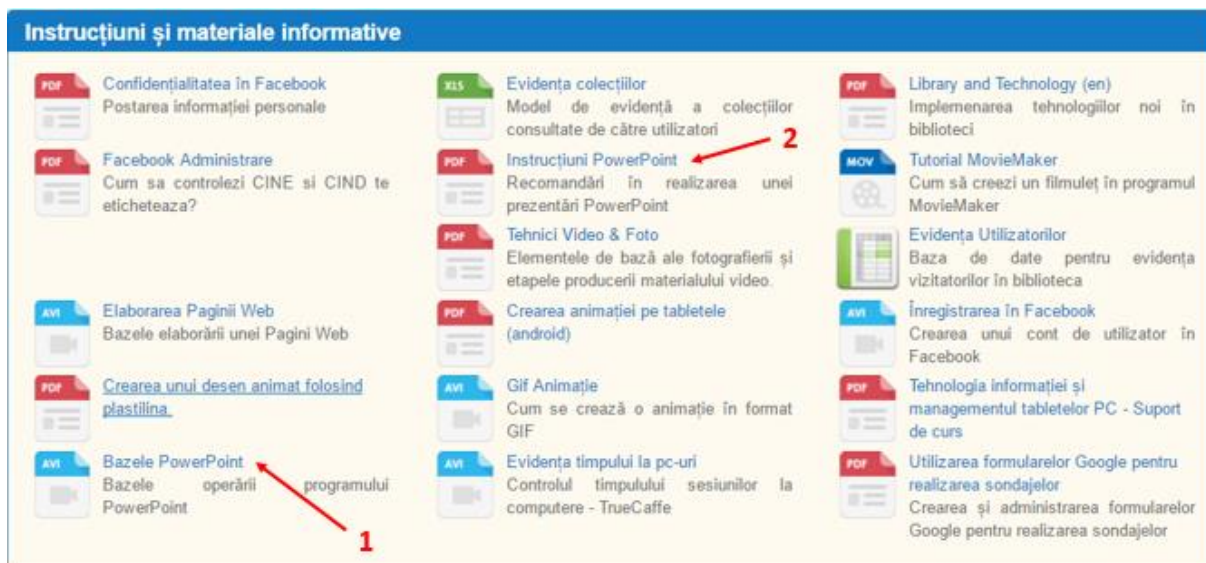 Instrucțiuni și materiale informative
PDF
Confidențialitatea în Facebook
Postarea informației personale
PDF
Facebook Administrare
Cum sa controlezi CINE si CIND te
eticheteaza?
AVI
Elaborarea Paginii Web
Bazele elaborării unei Pagini Web
PDF
Crearea unui desen animat folosind
plastilina.
AVI
Bazele PowerPoint
Bazele operării programului
PowerPoint
1
XLS
Evidența colecțiilor
Model de evidență a colecțiilor
consultate de către utilizatori
2
PDF
Instrucțiuni PowerPoint
Recomandări în realizarea unei
prezentări PowerPoint
PDF
Tehnici Video & Foto
Elementele de bază ale fotografierii și
etapele producerii materialului video.
PDF
Crearea animației pe tabletele
(android)
AVI
Gif Animație
Cum se crează o animație în format
GIF
AVI
Evidența timpului la pc-uri
Controlul timpulului sesiunilor la
computere - TrueCaffe
PDF
Library and Technology (en)
Implemenarea tehnologiilor noi în
biblioteci
MOV
Tutorial MovieMaker
Cum să creezi un filmuleț în programul
MovieMaker
Evidența Utilizatorilor
Baza de date pentru evidența
vizitatorilor în biblioteca
AVI
Înregistrarea în Facebook
Crearea unui cont de utilizator în
Facebook
PDF
Tehnologia informației și
managementul tabletelor PC - Suport
de curs
PDF
Utilizarea formularelor Google pentru
realizarea sondajelor
Crearea și administrarea formularelor
Google pentru realizarea sondajelor